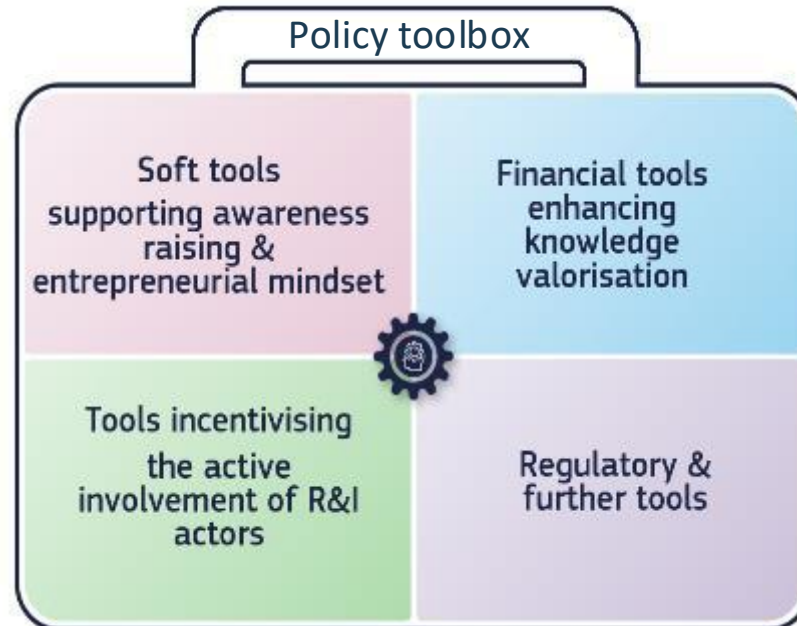 Policy toolbox
Soft tools
supporting awareness
raising &
entrepreneurial mindset
Financial tools
enhancing
knowledge
valorisation
Tools incentivising
the active
involvement of R&I
actors
Regulatory &
further tools